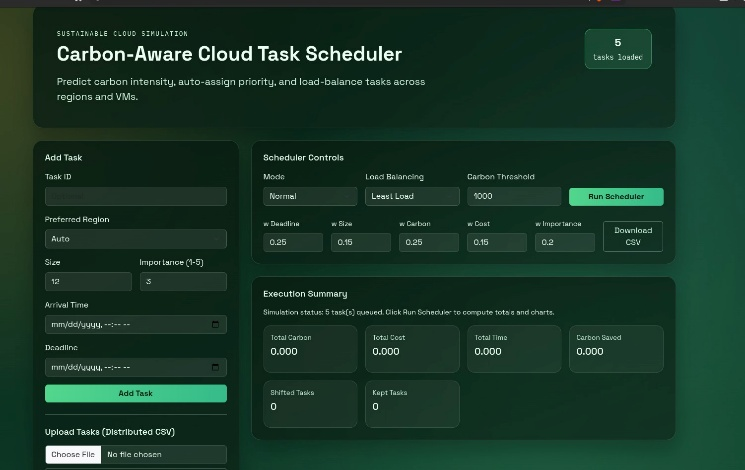 SUSTAINABLE CLOUD SIMULATION
Carbon-Aware Cloud Task Scheduler
Predict carbon intensity, auto-assign priority, and load-balance tasks across
regions and VMs.
5
tasks loaded
Add Task
Task ID
Preferred Region
Auto
Size
Importance (1-5)
12
3
Arrival Time
mm/dd/yyyy, --:-- --
Deadline
mm/dd/yyyy, --:-- --
Add Task
Upload Tasks (Distributed CSV)
Choose File
No file chosen
Scheduler Controls
Mode
Load Balancing
Carbon Threshold
Normal
Least Load
1000
Run Scheduler
w Deadline
w Size
w Carbon
w Cost
w Importance
0.25
0.15
0.25
0.15
0.2
Download
CSV
Execution Summary
Simulation status: 5 task(s) queued. Click Run Scheduler to compute totals and charts.
Total Carbon
0.000
Total Cost
0.000
Total Time
0.000
Carbon Saved
0.000
Shifted Tasks
0
Kept Tasks
0